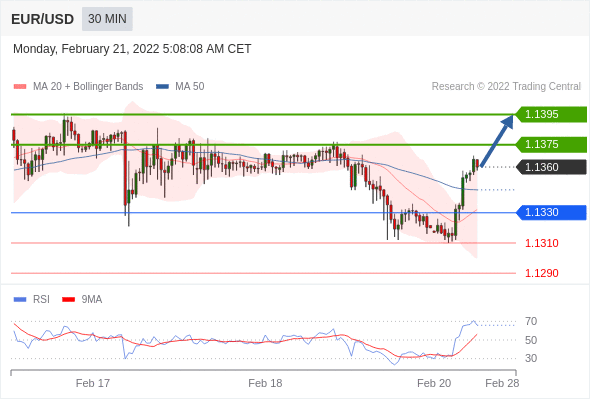 EUR/USD 30 MIN
Monday, February 21, 2022 5:08:08 AM CET
MA 20 + Bollinger Bands MA 50 Research © 2022 Trading Central
1.1395
1.1375
1.1360
1.1330
1.1310
1.1290
RSI 9MA
70
50
30
Feb 17 Feb 18 Feb 20 Feb 28